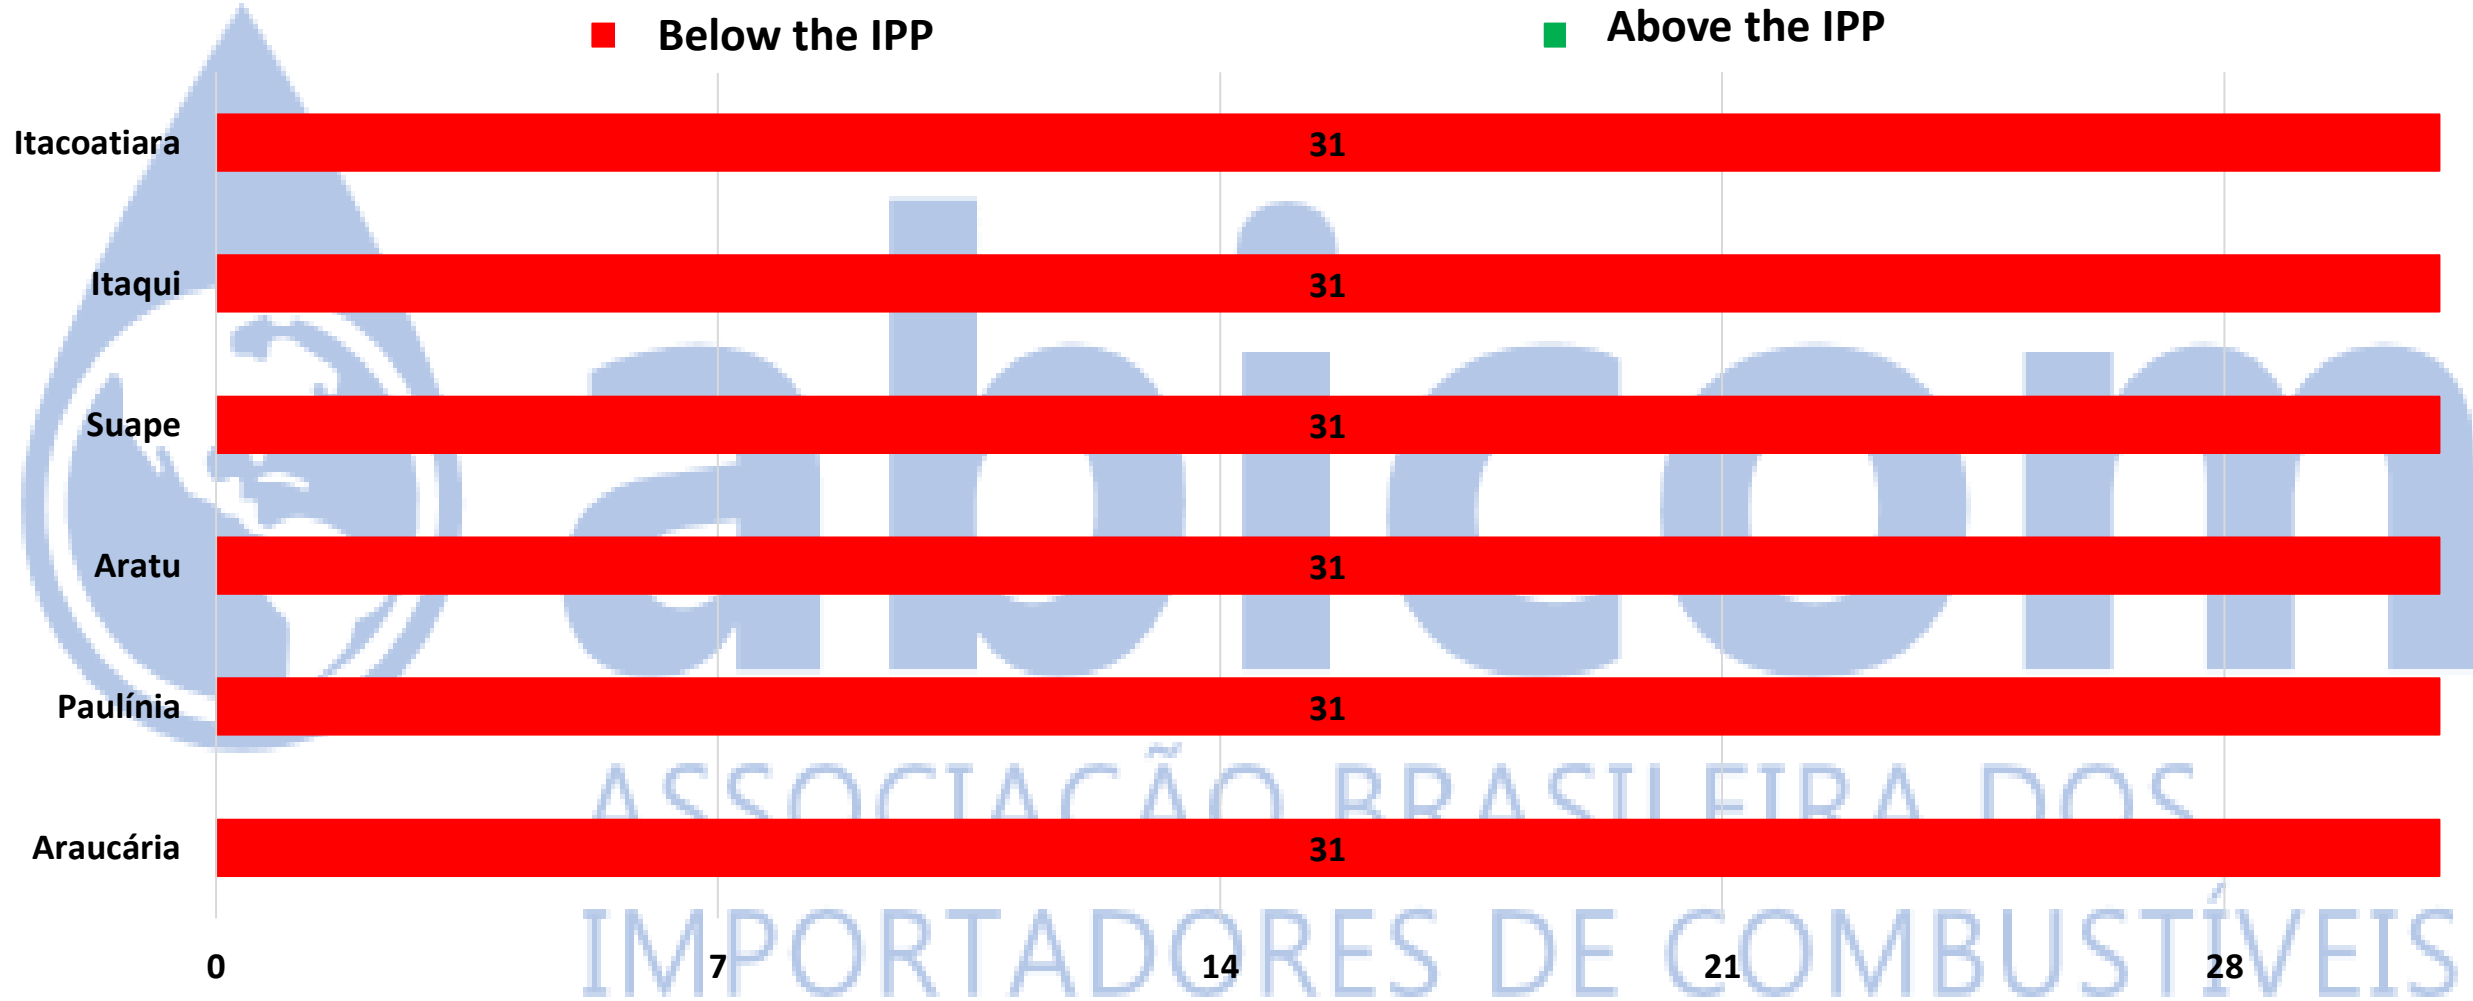 Below the IPP
Above the IPP
Itacoatiara 31
Itaqui 31
Suape 31
Aratu 31
Paulínia 31
Araucária 31
0 7 14 21 28
abicom
ASSOCIAÇÃO BRASILEIRA DOS
IMPORTADORES DE COMBUSTÍVEIS